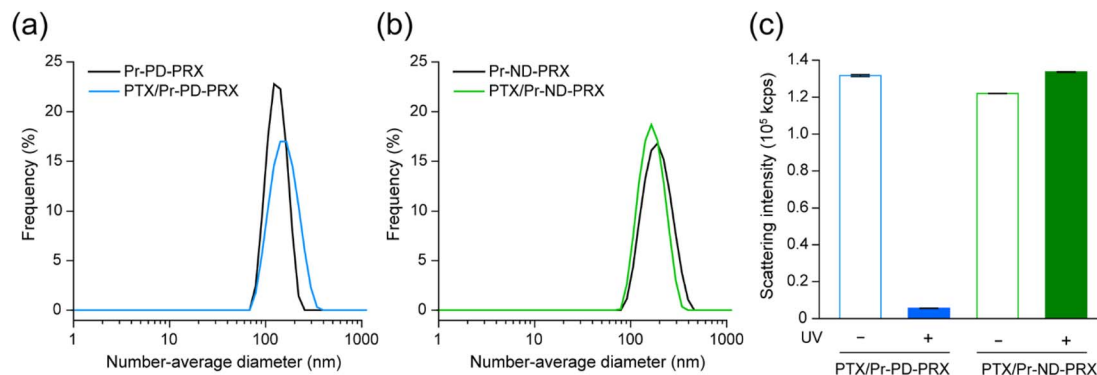 (a)
Pr-PD-PRX
PTX/Pr-PD-PRX
Frequency (%)
25
20
15
10
5
0
1
10
100
1000
Number-average diameter (nm)
(b)
Pr-ND-PRX
PTX/Pr-ND-PRX
Frequency (%)
25
20
15
10
5
0
1
10
100
1000
Number-average diameter (nm)
(c)
Scattering intensity (10⁵ kcps)
1.4
1.2
1.0
0.8
0.6
0.4
0.2
0
UV − + − +
PTX/Pr-PD-PRX PTX/Pr-ND-PRX